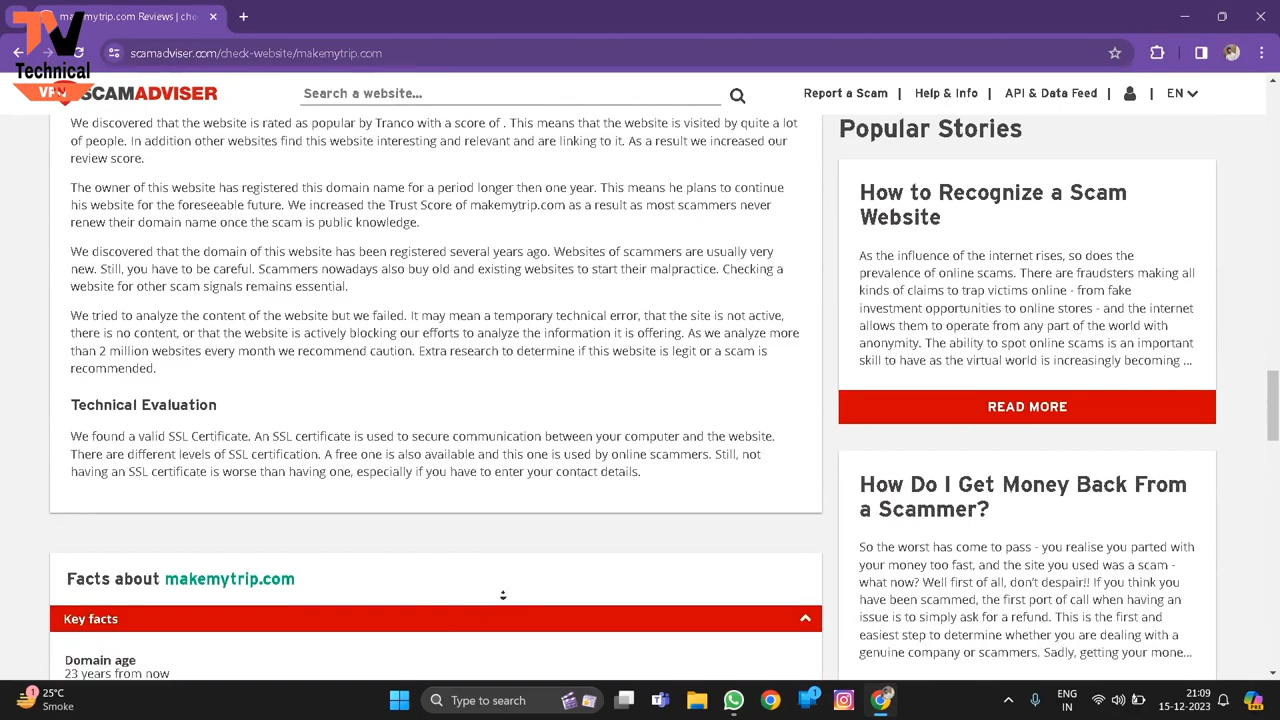 makemytrip.com Reviews | che
scamadviser.com/check-website/makemytrip.com
TV
Technical
VPN
SCAMADVISER
Search a website...
Report a Scam | Help & Info | API & Data Feed | | EN
We discovered that the website is rated as popular by Tranco with a score of . This means that the website is visited by quite a lot
of people. In addition other websites find this website interesting and relevant and are linking to it. As a result we increased our
review score.
The owner of this website has registered this domain name for a period longer then one year. This means he plans to continue
his website for the foreseeable future. We increased the Trust Score of makemytrip.com as a result as most scammers never
renew their domain name once the scam is public knowledge.
We discovered that the domain of this website has been registered several years ago. Websites of scammers are usually very
new. Still, you have to be careful. Scammers nowadays also buy old and existing websites to start their malpractice. Checking a
website for other scam signals remains essential.
We tried to analyze the content of the website but we failed. It may mean a temporary technical error, that the site is not active,
there is no content, or that the website is actively blocking our efforts to analyze the information it is offering. As we analyze more
than 2 million websites every month we recommend caution. Extra research to determine if this website is legit or a scam is
recommended.
Technical Evaluation
We found a valid SSL Certificate. An SSL certificate is used to secure communication between your computer and the website.
There are different levels of SSL certification. A free one is also available and this one is used by online scammers. Still, not
having an SSL certificate is worse than having one, especially if you have to enter your contact details.
Facts about makemytrip.com
Key facts
Domain age
23 years from now
Popular Stories
How to Recognize a Scam
Website
As the influence of the internet rises, so does the
prevalence of online scams. There are fraudsters making all
kinds of claims to trap victims online - from fake
investment opportunities to online stores - and the internet
allows them to operate from any part of the world with
anonymity. The ability to spot online scams is an important
skill to have as the virtual world is increasingly becoming ...
READ MORE
How Do I Get Money Back From
a Scammer?
So the worst has come to pass - you realise you parted with
your money too fast, and the site you used was a scam -
what now? Well first of all, don't despair!! If you think you
have been scammed, the first port of call when having an
issue is to simply ask for a refund. This is the first and
easiest step to determine whether you are dealing with a
genuine company or scammers. Sadly, getting your mone...
1
25°C
Smoke
Type to search
1
ENG
IN
21:09
15-12-2023